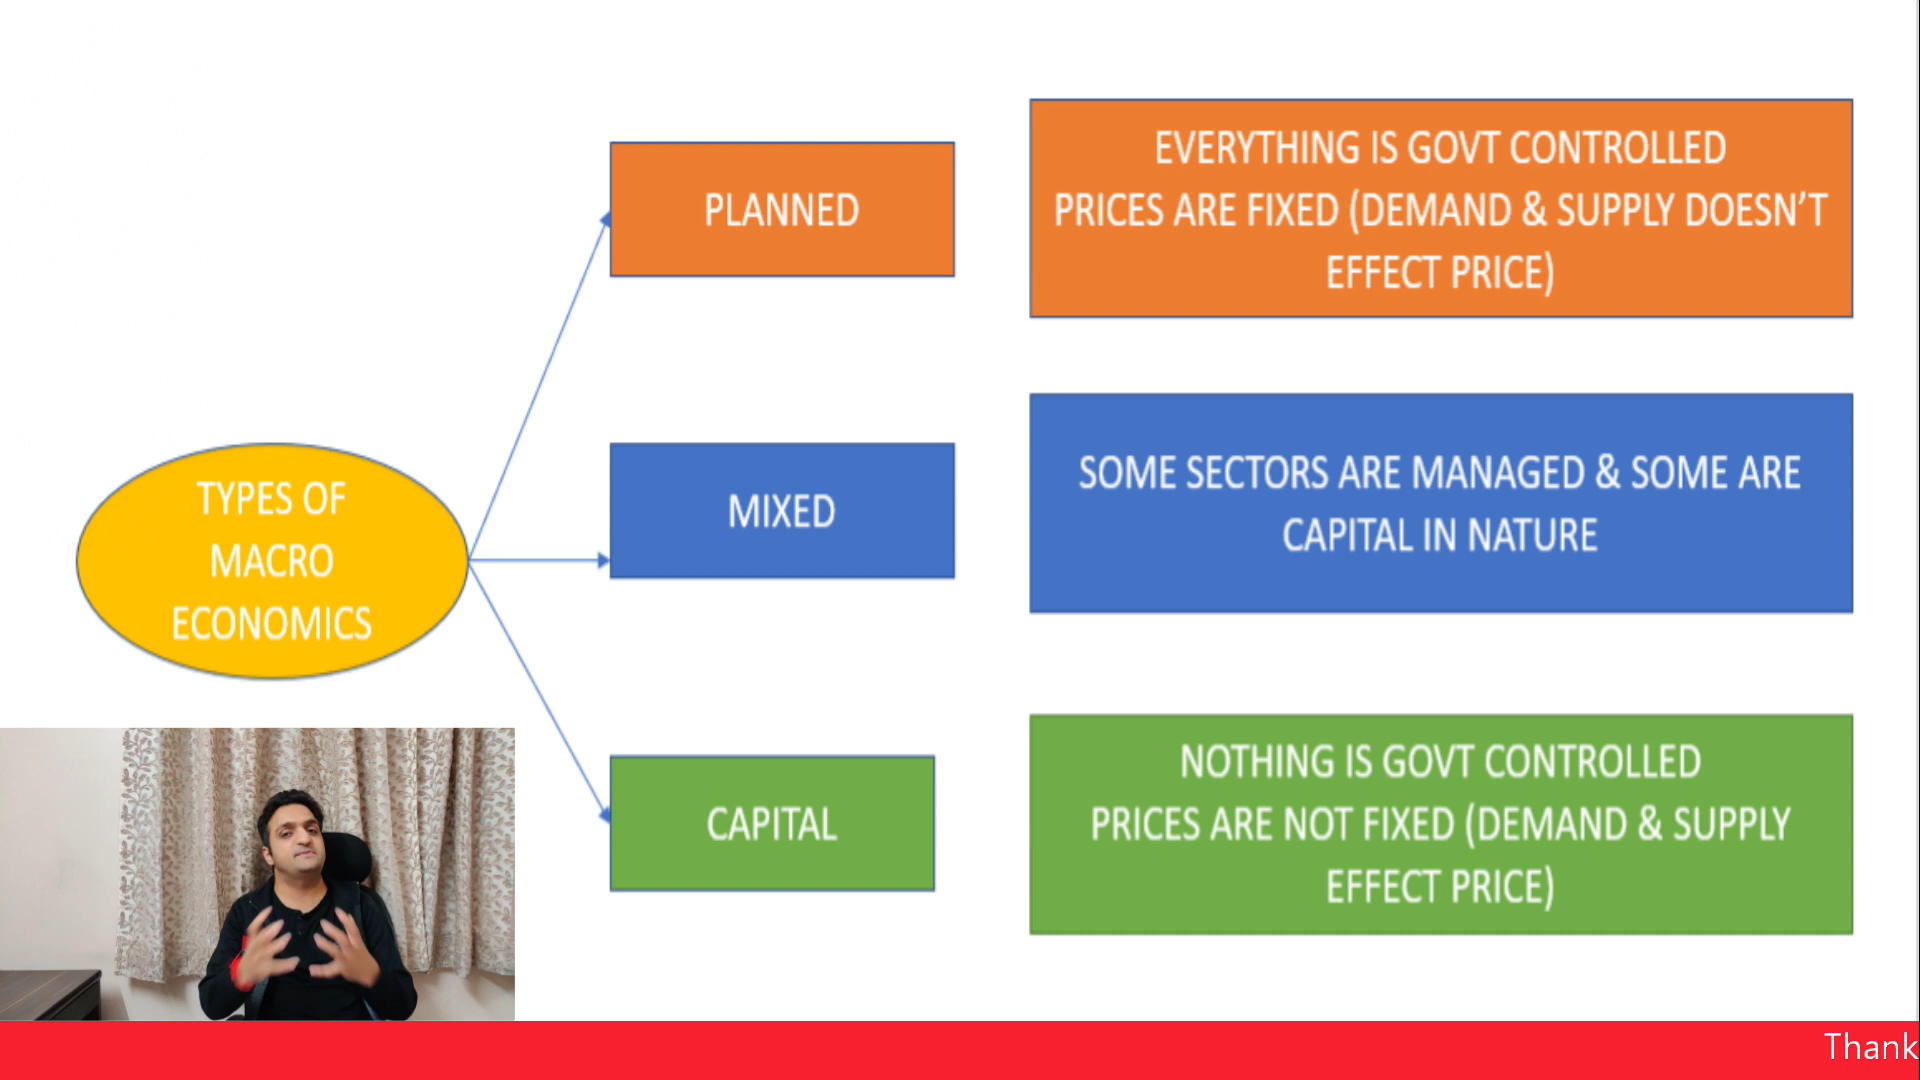 TYPES OF
MACRO
ECONOMICS
PLANNED
EVERYTHING IS GOVT CONTROLLED
PRICES ARE FIXED (DEMAND & SUPPLY DOESN'T
EFFECT PRICE)
MIXED
SOME SECTORS ARE MANAGED & SOME ARE
CAPITAL IN NATURE
CAPITAL
NOTHING IS GOVT CONTROLLED
PRICES ARE NOT FIXED (DEMAND & SUPPLY
EFFECT PRICE)
Thank